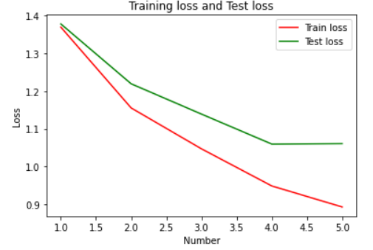 Training loss and Test loss
1.4
1.3
1.2
1.1
1.0
0.9
Loss
Train loss
Test loss
1.0 1.5 2.0 2.5 3.0 3.5 4.0 4.5 5.0
Number